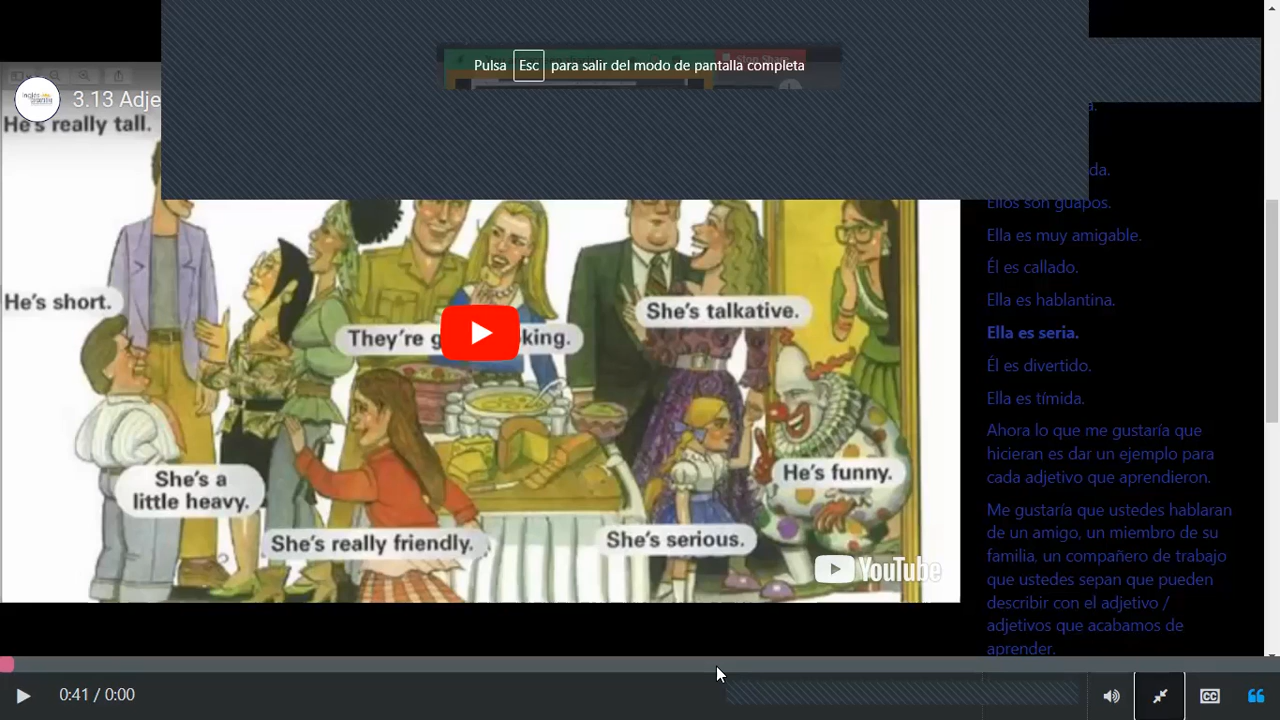 Pulsa Esc para salir del modo de pantalla completa
3.13 Adje
He's really tall.
He's short.
They're g king.
She's talkative.
She's a
little heavy.
He's funny.
She's really friendly.
She's serious.
YouTube
a.
da.
Ellos son guapos.
Ella es muy amigable.
Él es callado.
Ella es hablantina.
Ella es seria.
Él es divertido.
Ella es tímida.
Ahora lo que me gustaría que
hicieran es dar un ejemplo para
cada adjetivo que aprendieron.
Me gustaría que ustedes hablaran
de un amigo, un miembro de su
familia, un compañero de trabajo
que ustedes sepan que pueden
describir con el adjetivo /
adjetivos que acabamos de
aprender.
0:41 / 0:00
CC